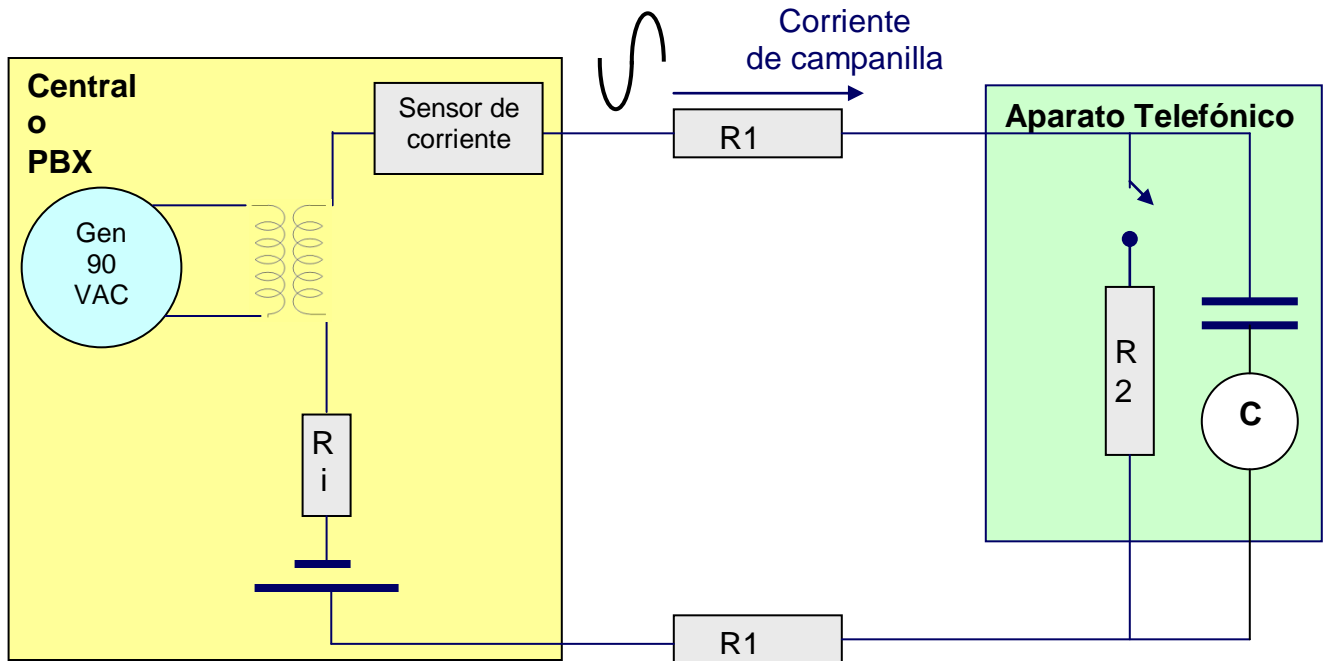 Corriente
de campanilla
Central
o
PBX
Sensor de
corriente
R1
Aparato Telefónico
Gen
90
VAC
R
2
C
R
i
R1